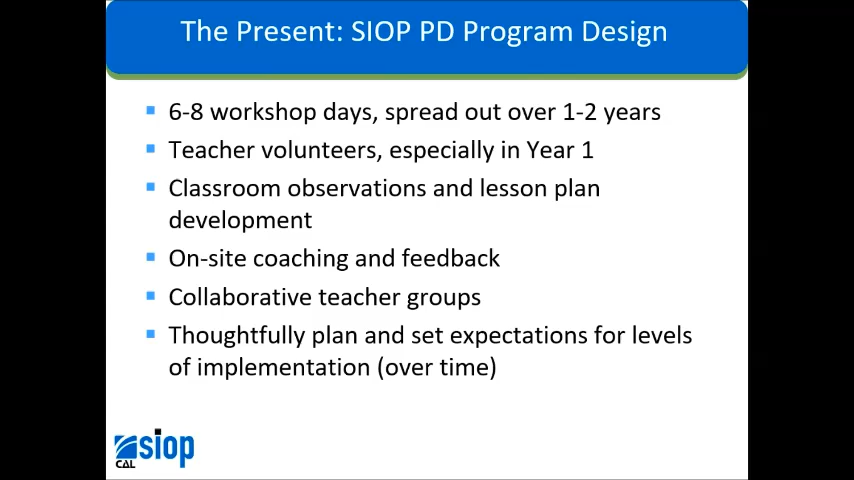 The Present: SIOP PD Program Design
6-8 workshop days, spread out over 1-2 years
Teacher volunteers, especially in Year 1
Classroom observations and lesson plan
development
On-site coaching and feedback
Collaborative teacher groups
Thoughtfully plan and set expectations for levels
of implementation (over time)
siop
CAL